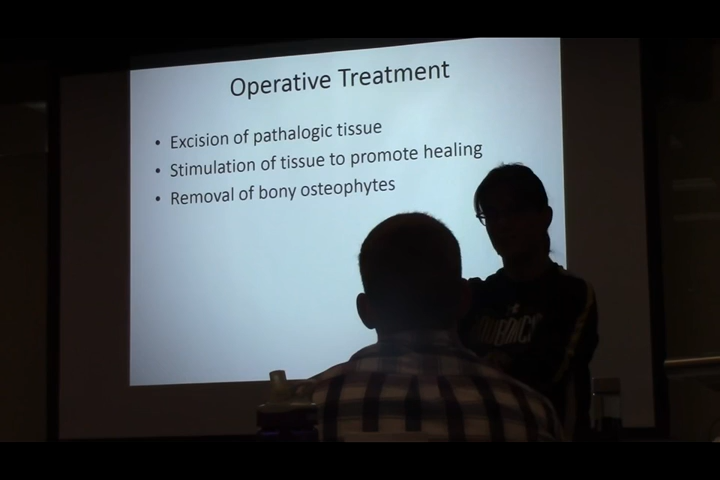 Operative Treatment
• Excision of pathalogic tissue
• Stimulation of tissue to promote healing
• Removal of bony osteophytes